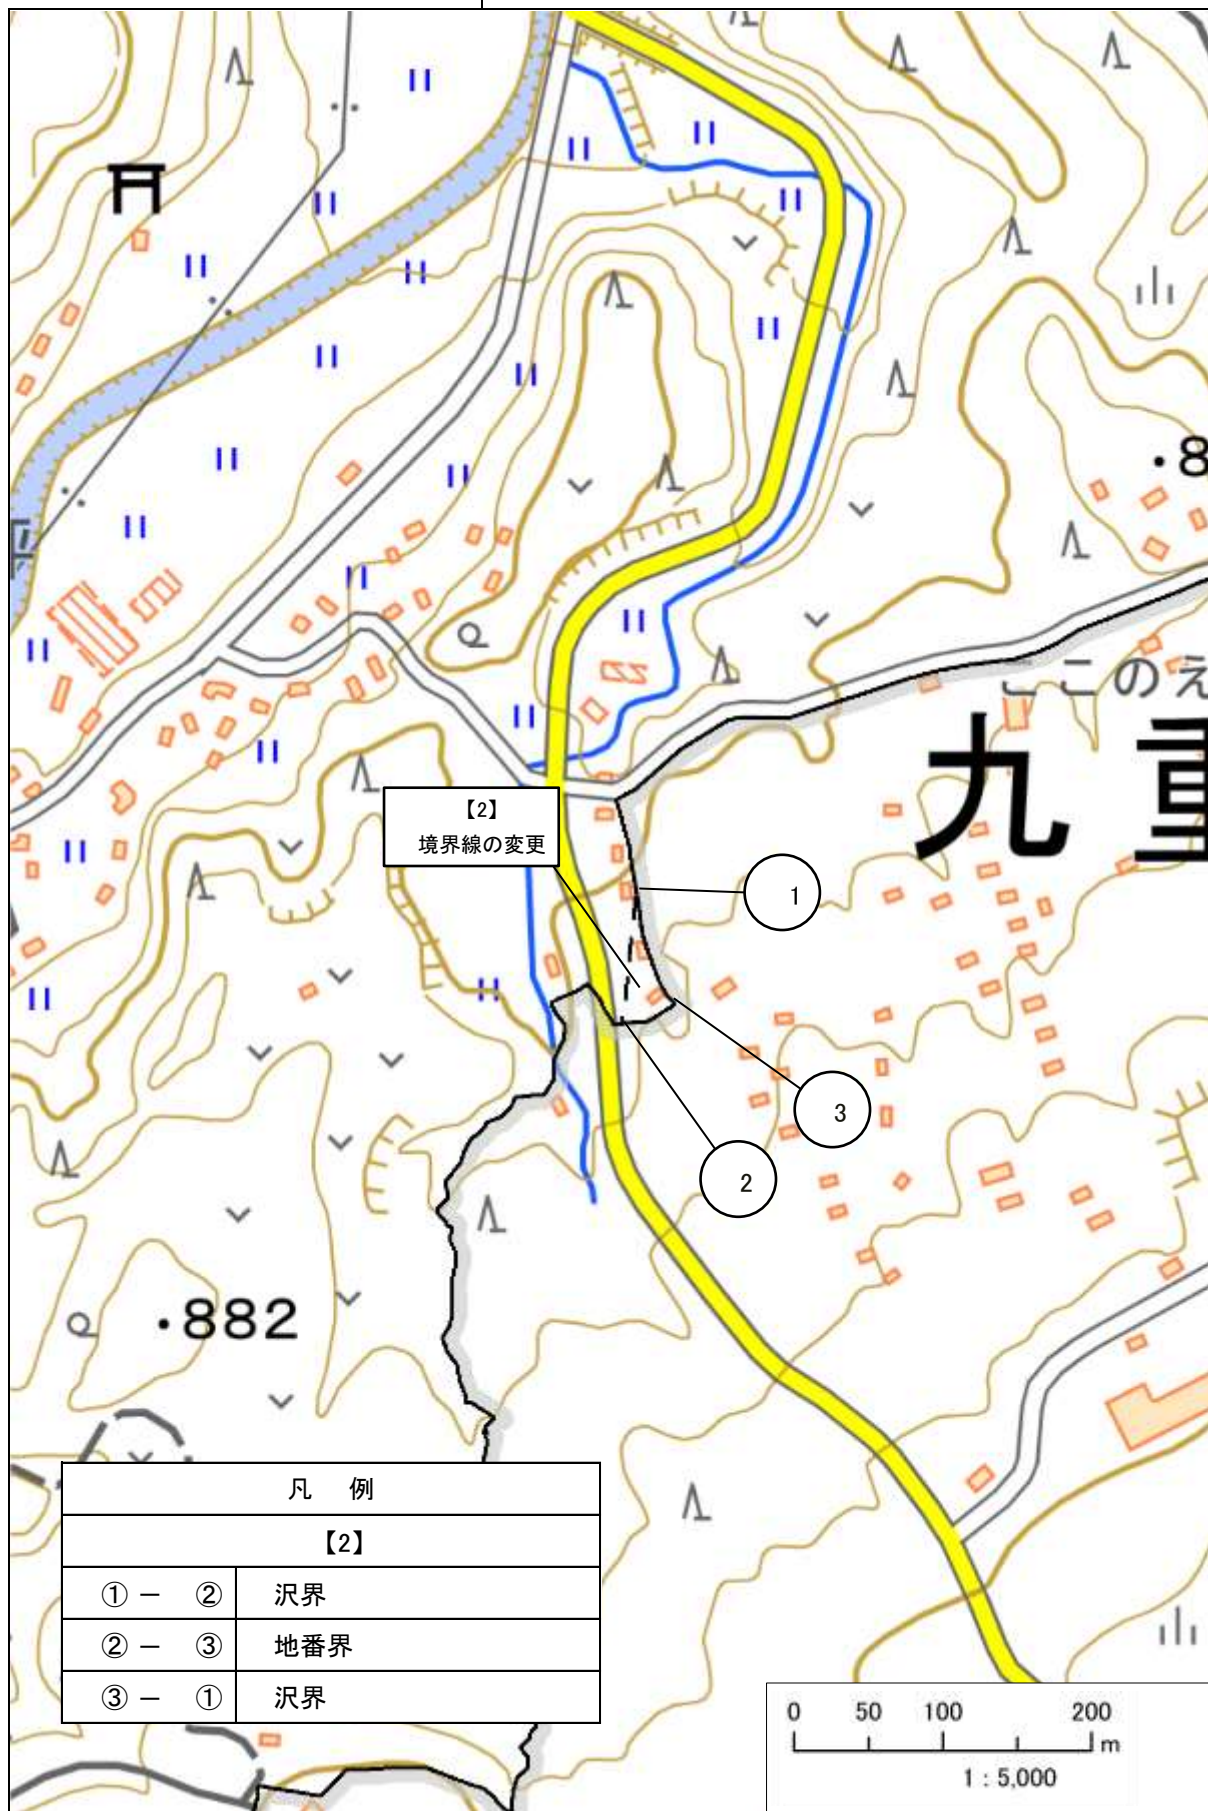 ・8
ここのえ
九重
【2】
境界線の変更
1
3
2
・882
凡 例
【2】
① － ② 沢界
② － ③ 地番界
③ － ① 沢界
0 50 100 200
m
1 : 5,000